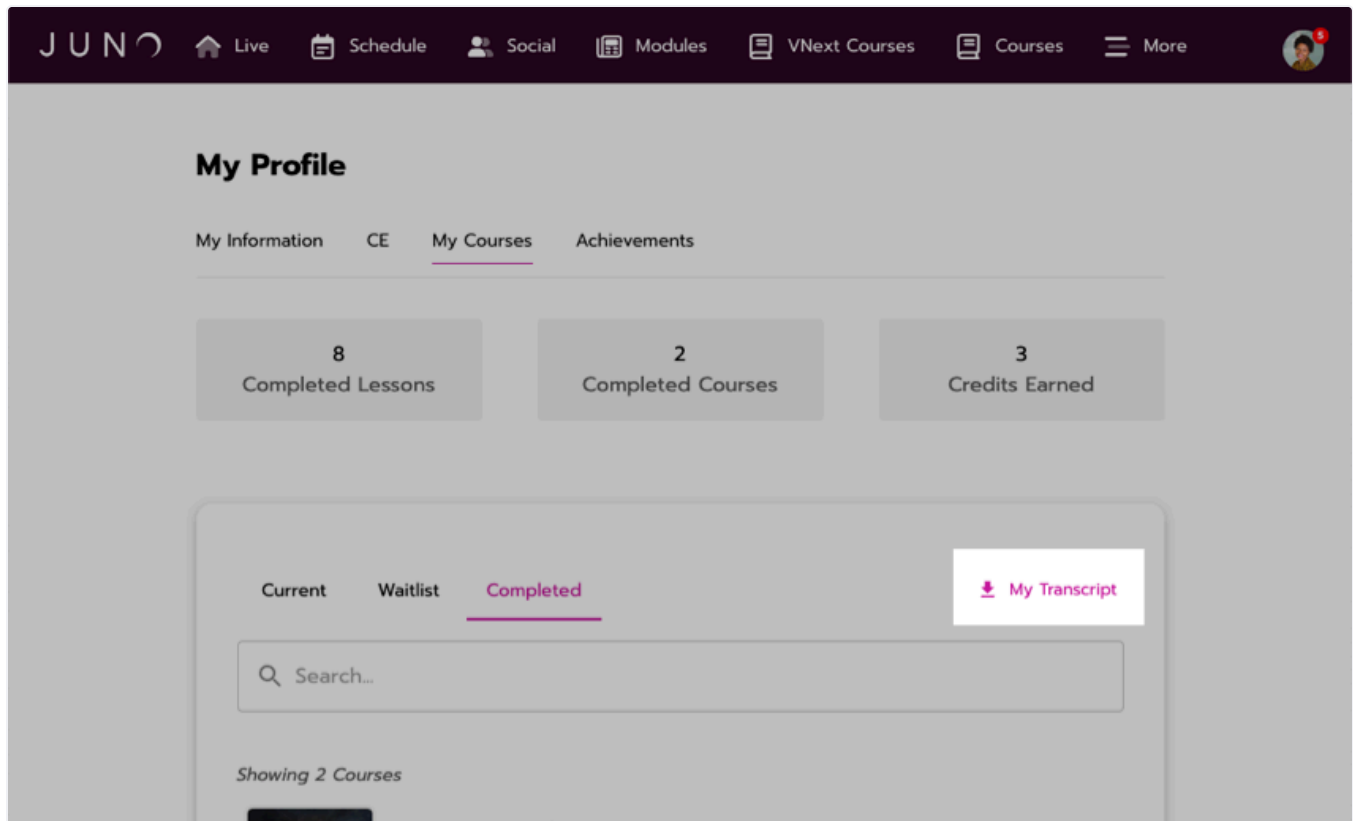 JUNO Live Schedule Social Modules VNext Courses Courses More 5
My Profile
My Information CE My Courses Achievements
8 2 3
Completed Lessons Completed Courses Credits Earned
Current Waitlist Completed My Transcript
Search...
Showing 2 Courses